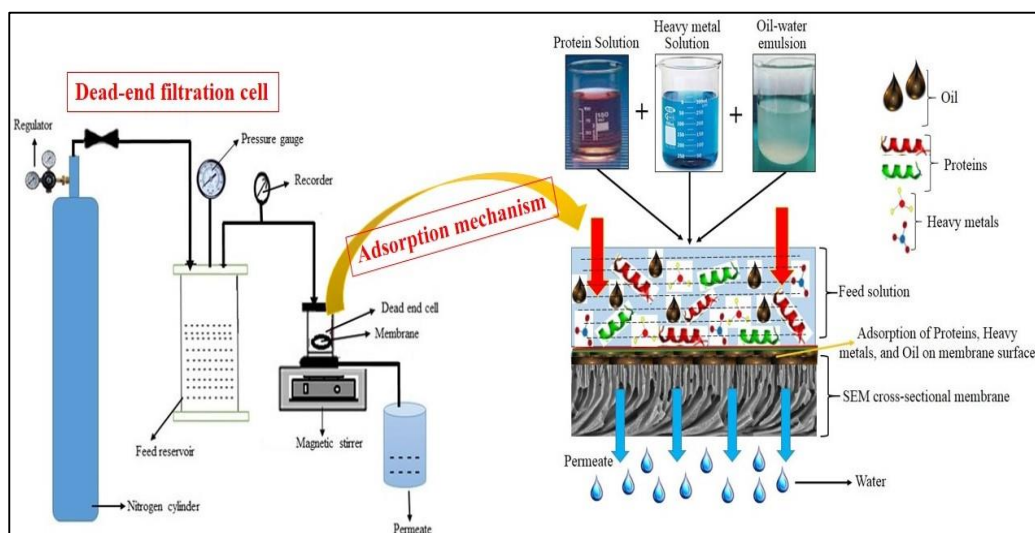 Dead-end filtration cell
Regulator
Pressure gauge
Recorder
Adsorption mechanism
Dead end cell
Membrane
Magnetic stirrer
Feed reservoir
Nitrogen cylinder
Permeate
Protein Solution
Heavy metal
Solution
Oil-water
emulsion
+
+
Oil
Proteins
Heavy metals
Feed solution
Adsorption of Proteins, Heavy
metals, and Oil on membrane surface
SEM cross-sectional membrane
Permeate
Water